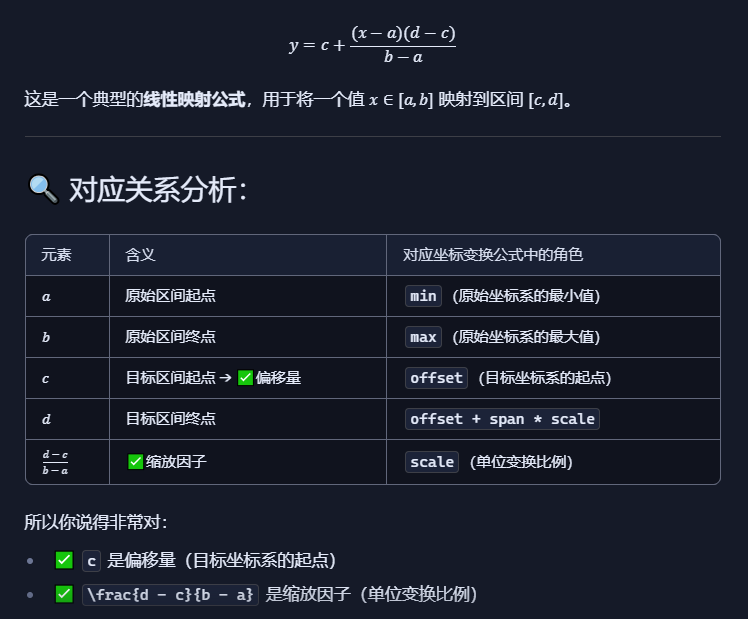 y = c + \frac{(x − a)(d − c)}{b − a}
这是一个典型的线性映射公式，用于将一个值 x ∈ [a, b] 映射到区间 [c, d]。
🔍 对应关系分析：
元素 含义 对应坐标变换公式中的角色
a 原始区间起点 min （原始坐标系的最小值）
b 原始区间终点 max （原始坐标系的最大值）
c 目标区间起点 → ✅偏移量 offset （目标坐标系的起点）
d 目标区间终点 offset + span * scale
\frac{d − c}{b − a} ✅缩放因子 scale （单位变换比例）
所以你说得非常对：
• ✅ c 是偏移量（目标坐标系的起点）
• ✅ \frac{d - c}{b - a} 是缩放因子（单位变换比例）